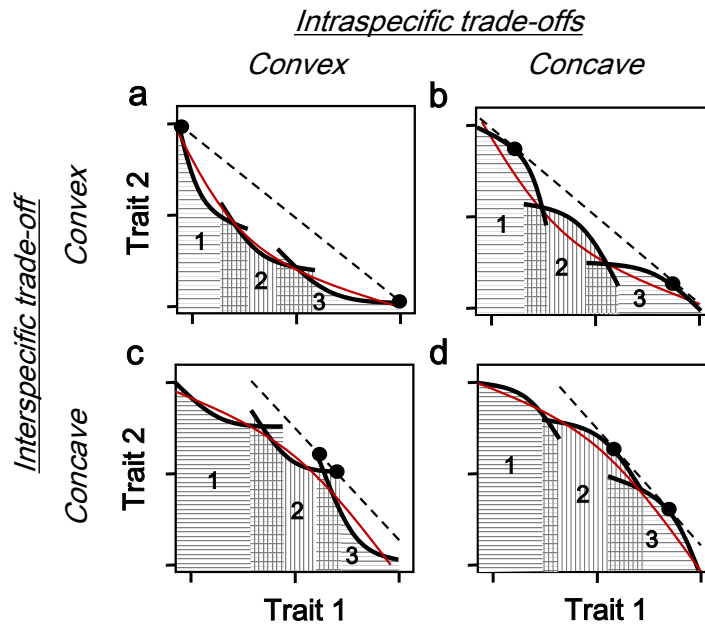 Intraspecific trade-offs
Convex
Concave
Interspecific trade-off
Convex
Concave
a
Trait 2
1
2
3
b
1
2
3
c
Trait 2
1
2
3
Trait 1
d
1
2
3
Trait 1